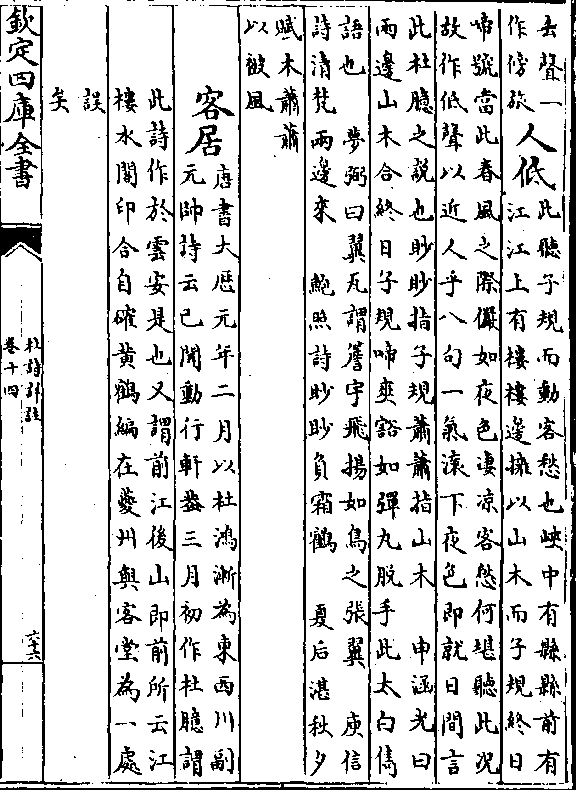 去聲一
作傍旅
人低
此聽子規而動客愁也峽中有縣縣前有
江江上有樓樓邊擁以山木而子規終日
啼號當此春風之際儼如夜色凄凉客愁何堪聽此況
故作低聲以近人乎八句一氣滚下夜色即就日間言
此杜臆之說也眇眇指子規蕭蕭指山木 申涵光曰
兩邊山木合終日子規啼爽豁如彈丸脫手此太白雋
語也 夢弼曰翼瓦謂簷宇飛揚如鳥之張翼 庾信
詩清梵兩邊來 鮑照詩眇眇負霜鶴 夏后湛秋夕
賦木蕭蕭
以被風
客居
唐書大厯元年二月以杜鴻漸為東西川副
元帥詩云已聞動行軒葢三月初作杜臆謂
此詩作於雲安是也又謂前江後山即前所云江
樓水閣印合自確黄鶴編在夔州與客堂為一處
誤
矣
欽定四庫全書
杜詩詳註
卷十四
六十六